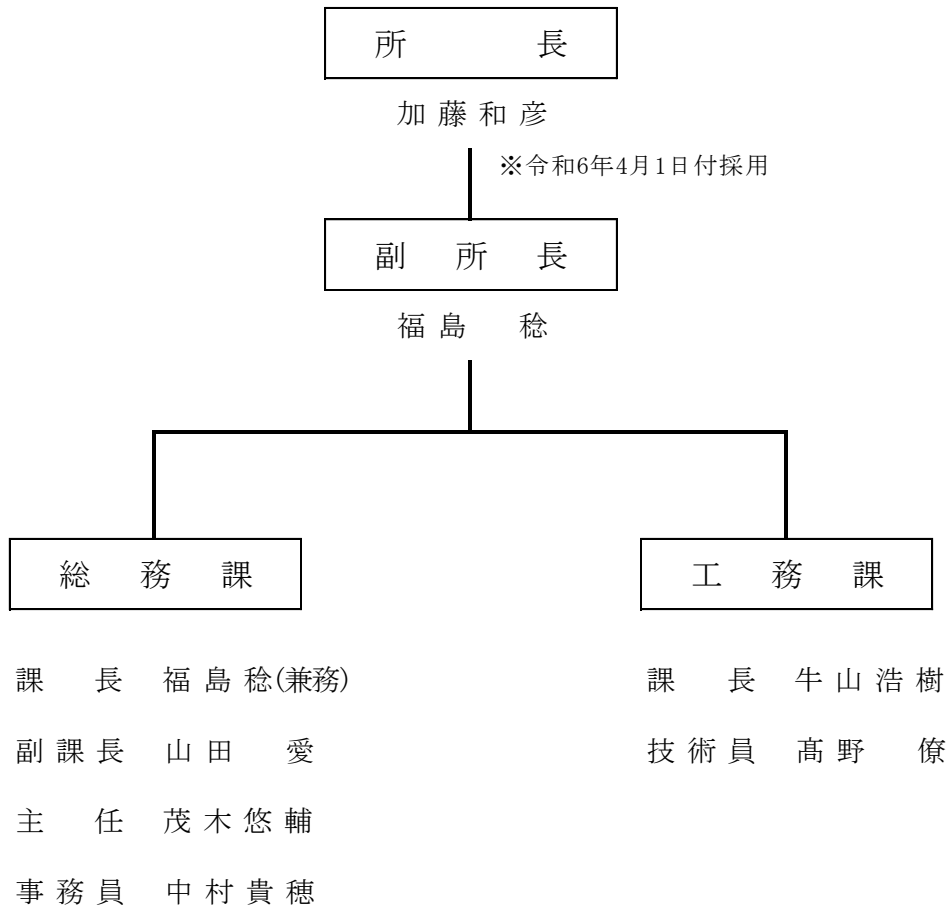 所長
加藤和彦
※令和6年4月1日付採用
副所長
福島 稔
総務課
課長 福島稔(兼務)
副課長 山田 愛
主任 茂木悠輔
事務員 中村貴穂
工務課
課長 牛山浩樹
技術員 髙野 僚